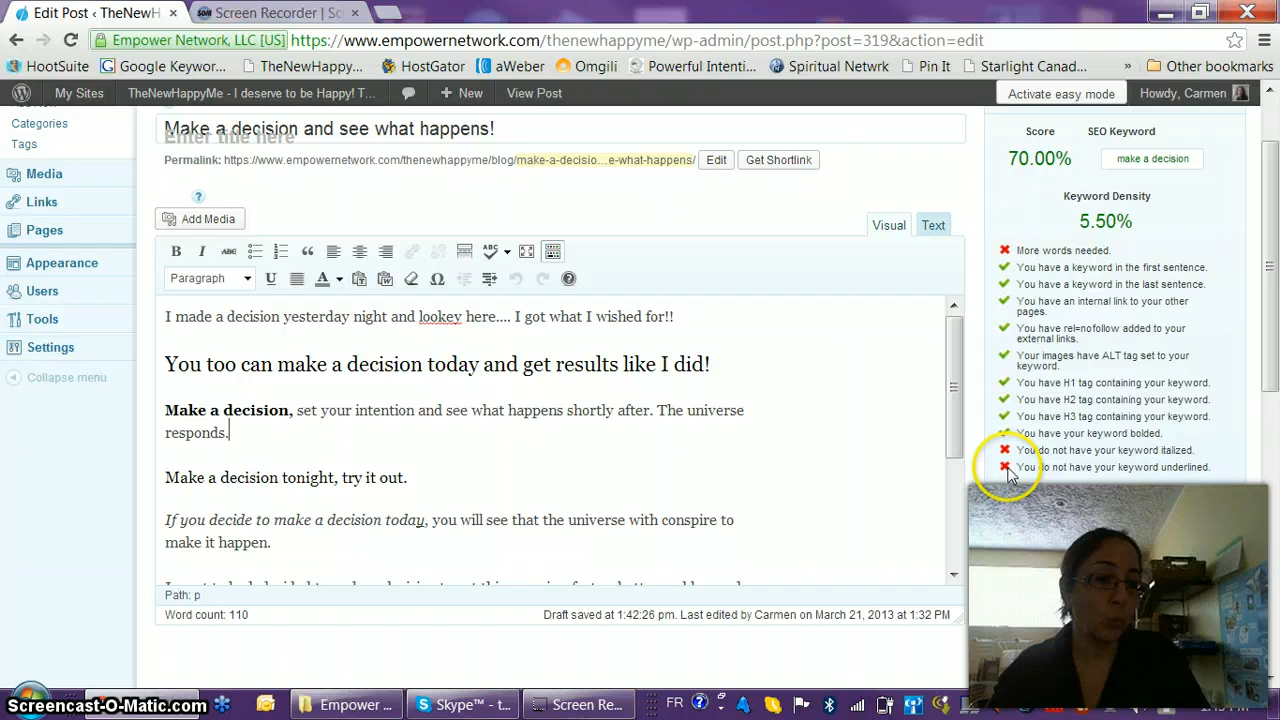 Edit Post ‹ TheNewH
Screen Recorder | Sc
Empower Network, LLC [US] https://www.empowernetwork.com/thenewhappyme/wp-admin/post.php?post=319&action=edit
HootSuite Google Keywor... TheNewHappy... HostGator aWeber Omgili Powerful Intenti... Spiritual Netwrk Pin It Starlight Canad... » Other bookmarks
My Sites TheNewHappyMe - I deserve to be Happy! T... + New View Post Activate easy mode Howdy, Carmen
Categories
Tags
Media
Links
Pages
Appearance
Users
Tools
Settings
Collapse menu
Make a decision and see what happens!
Enter title here
Permalink: https://www.empowernetwork.com/thenewhappyme/blog/make-a-decisio...e-what-happens/ Edit Get Shortlink
?
Add Media
Visual Text
B I ABC ABC
Paragraph U A Ω ?
I made a decision yesterday night and lookey here.... I got what I wished for!!
You too can make a decision today and get results like I did!
Make a decision, set your intention and see what happens shortly after. The universe
responds.
Make a decision tonight, try it out.
If you decide to make a decision today, you will see that the universe with conspire to
make it happen.
Path: p
Word count: 110 Draft saved at 1:42:26 pm. Last edited by Carmen on March 21, 2013 at 1:32 PM
Score SEO Keyword
70.00% make a decision
Keyword Density
5.50%
More words needed.
You have a keyword in the first sentence.
You have a keyword in the last sentence.
You have an internal link to your other
pages.
You have rel=nofollow added to your
external links.
Your images have ALT tag set to your
keyword.
You have H1 tag containing your keyword.
You have H2 tag containing your keyword.
You have H3 tag containing your keyword.
You have your keyword bolded.
You do not have your keyword italized.
You do not have your keyword underlined.
Screencast-O-Matic.com
Empower ... Skype™ - t... Screen Re... FR